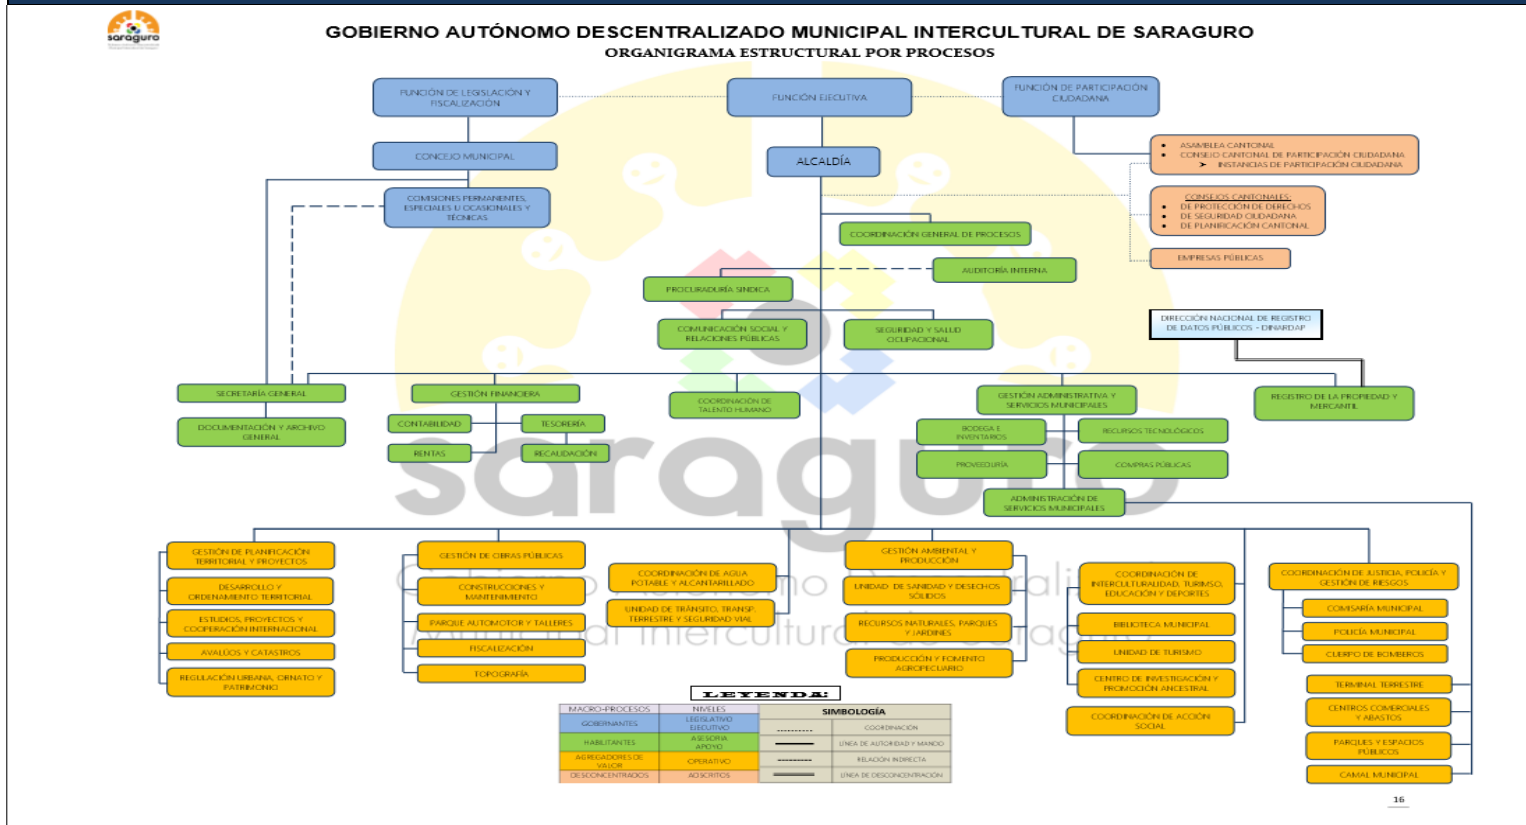 saraguro
GOBIERNO AUTÓNOMO DESCENTRALIZADO MUNICIPAL INTERCULTURAL DE SARAGURO
ORGANIGRAMA ESTRUCTURAL POR PROCESOS
FUNCIÓN DE LEGISLACIÓN Y
FISCALIZACIÓN
FUNCIÓN EJECUTIVA
FUNCIÓN DE PARTICIPACIÓN
CIUDADANA
CONCEJO MUNICIPAL
ALCALDÍA
• ASAMBLEA CANTONAL
• CONSEJO CANTONAL DE PARTICIPACIÓN CIUDADANA
➤ INSTANCIAS DE PARTICIPACIÓN CIUDADANA
COMISIONES PERMANENTES,
ESPECIALES U OCASIONALES Y
TÉCNICAS
CONSEJOS CANTONALES:
• DE PROTECCIÓN DE DERECHOS
• DE SEGURIDAD CIUDADANA
• DE PLANIFICACIÓN CANTONAL
COORDINACIÓN GENERAL DE PROCESOS
EMPRESAS PÚBLICAS
AUDITORÍA INTERNA
PROCURADURÍA SINDICA
COMUNICACIÓN SOCIAL Y
RELACIONES PÚBLICAS
SEGURIDAD Y SALUD
OCUPACIONAL
DIRECCIÓN NACIONAL DE REGISTRO
DE DATOS PÚBLICOS - DINARDAP
SECRETARÍA GENERAL
GESTIÓN FINANCIERA
COORDINACIÓN DE
TALENTO HUMANO
GESTIÓN ADMINISTRATIVA Y
SERVICIOS MUNICIPALES
REGISTRO DE LA PROPIEDAD Y
MERCANTIL
DOCUMENTACIÓN Y ARCHIVO
GENERAL
CONTABILIDAD
TESORERÍA
RENTAS
RECAUDACIÓN
BODEGA E
INVENTARIOS
RECURSOS TECNOLÓGICOS
PROVEEDURÍA
COMPRAS PÚBLICAS
ADMINISTRACIÓN DE
SERVICIOS MUNICIPALES
saraguro
GESTIÓN DE PLANIFICACIÓN
TERRITORIAL Y PROYECTOS
DESARROLLO Y
ORDENAMIENTO TERRITORIAL
ESTUDIOS, PROYECTOS Y
COOPERACIÓN INTERNACIONAL
AVALÚOS Y CATASTROS
REGULACIÓN URBANA, ORNATO Y
PATRIMONIO
GESTIÓN DE OBRAS PÚBLICAS
CONSTRUCCIONES Y
MANTENIMIENTO
PARQUE AUTOMOTOR Y TALLERES
FISCALIZACIÓN
TOPOGRAFÍA
COORDINACIÓN DE AGUA
POTABLE Y ALCANTARILLADO
UNIDAD DE TRÁNSITO, TRANSP.
TERRESTRE Y SEGURIDAD VIAL
GESTIÓN AMBIENTAL Y
PRODUCCIÓN
UNIDAD DE SANIDAD Y DESECHOS
SÓLIDOS
RECURSOS NATURALES, PARQUES
Y JARDINES
PRODUCCIÓN Y FOMENTO
AGROPECUARIO
COORDINACIÓN DE
INTERCULTURALIDAD, TURIMSO,
EDUCACIÓN Y DEPORTES
BIBLIOTECA MUNICIPAL
UNIDAD DE TURISMO
CENTRO DE INVESTIGACIÓN Y
PROMOCIÓN ANCESTRAL
COORDINACIÓN DE ACCIÓN
SOCIAL
COORDINACIÓN DE JUSTICIA, POLICÍA Y
GESTIÓN DE RIESGOS
COMISARÍA MUNICIPAL
POLICÍA MUNICIPAL
CUERPO DE BOMBEROS
TERMINAL TERRESTRE
CENTROS COMERCIALES
Y ABASTOS
PARQUES Y ESPACIOS
PÚBLICOS
CAMAL MUNICIPAL
LEYENDA:
MACRO-PROCESOS NIVELES SIMBOLOGÍA
GOBERNANTES LEGISLATIVO
EJECUTIVO COORDINACIÓN
HABILITANTES ASESORIA
APOYO LINEA DE AUTORIDAD Y MANDO
AGREGADORES DE
VALOR OPERATIVO RELACIÓN INDIRECTA
DESCONCENTRADOS ADSCRITOS LINEA DE DESCONCENTRACIÓN
16